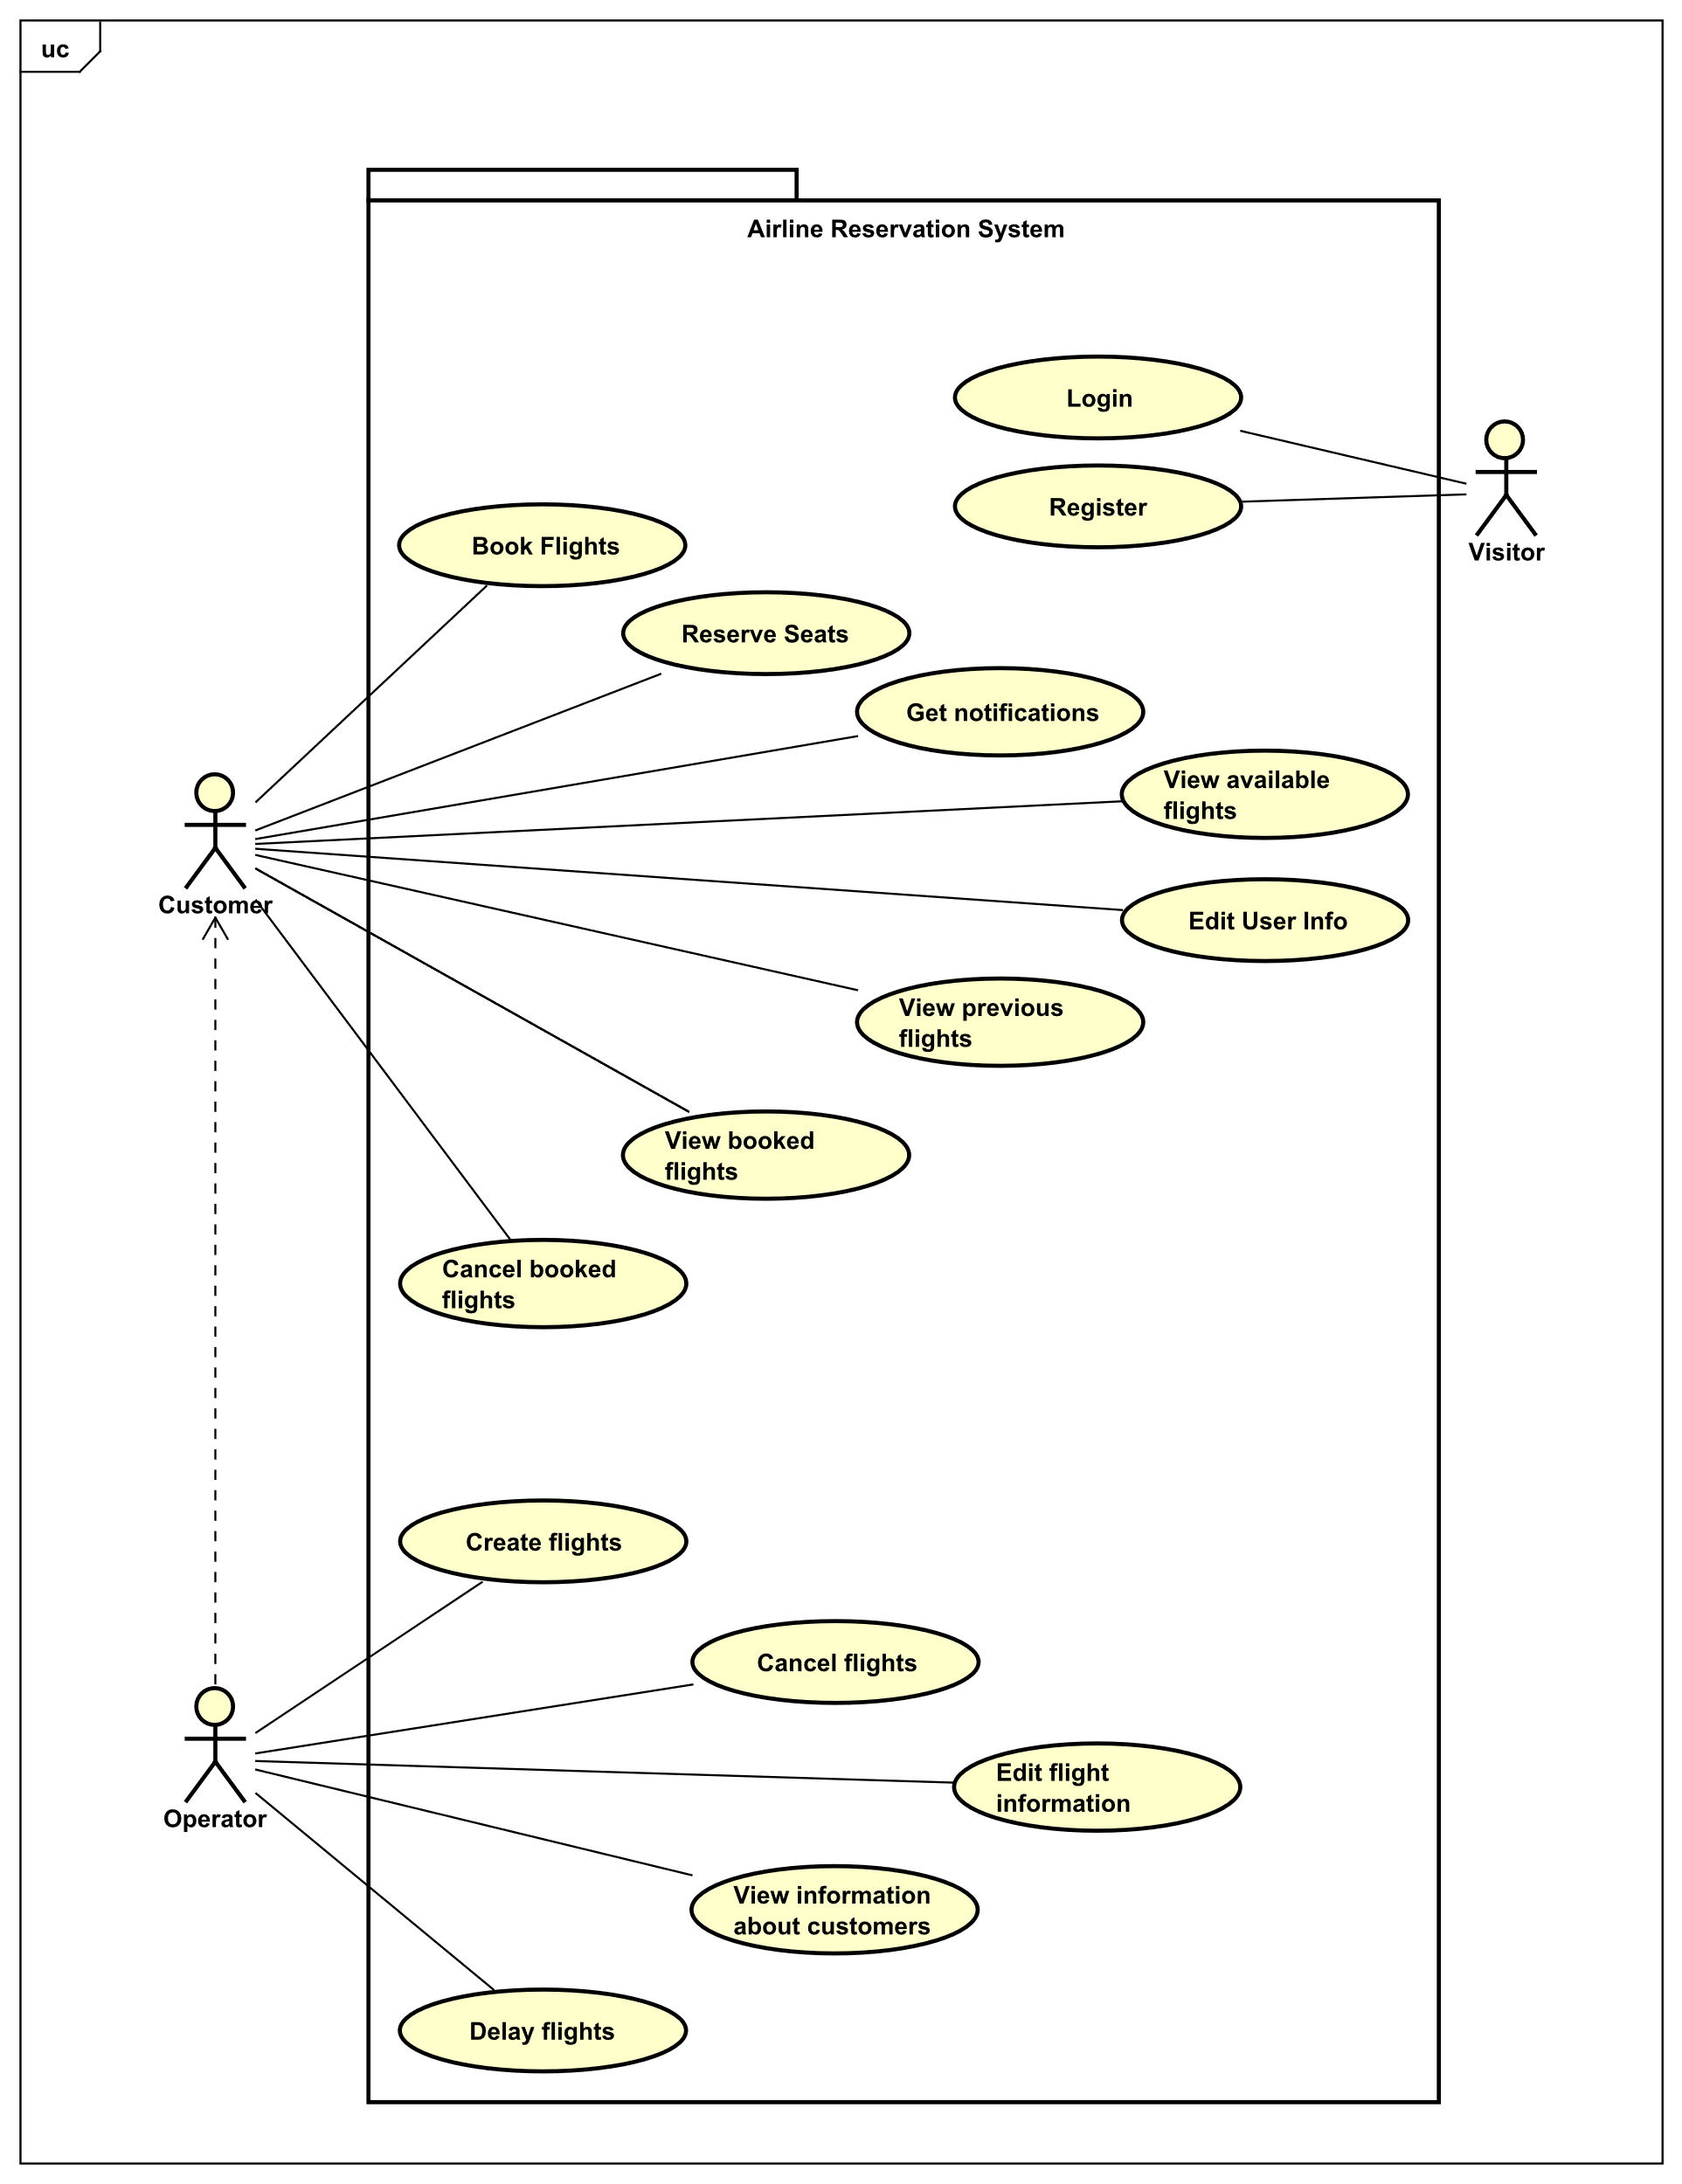 uc
Airline Reservation System
Login
Register
Visitor
Book Flights
Reserve Seats
Get notifications
View available
flights
Customer
Edit User Info
View previous
flights
View booked
flights
Cancel booked
flights
Create flights
Cancel flights
Edit flight
information
Operator
View information
about customers
Delay flights